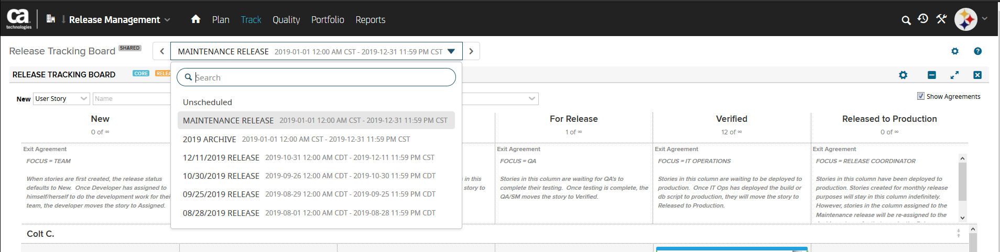 ca technologies
Release Management
Plan
Track
Quality
Portfolio
Reports
Release Tracking Board SHARED
MAINTENANCE RELEASE 2019-01-01 12:00 AM CST - 2019-12-31 11:59 PM CST
RELEASE TRACKING BOARD CORE
Search
New User Story Name
Show Agreements
Unscheduled
MAINTENANCE RELEASE 2019-01-01 12:00 AM CST - 2019-12-31 11:59 PM CST
2019 ARCHIVE 2019-01-01 12:00 AM CST - 2019-12-31 11:59 PM CST
12/11/2019 RELEASE 2019-10-31 12:00 AM CDT - 2019-12-11 11:59 PM CST
10/30/2019 RELEASE 2019-09-26 12:00 AM CDT - 2019-10-30 11:59 PM CDT
09/25/2019 RELEASE 2019-08-29 12:00 AM CDT - 2019-09-25 11:59 PM CDT
08/28/2019 RELEASE 2019-08-01 12:00 AM CDT - 2019-08-28 11:59 PM CDT
New
0 of ∞
Exit Agreement
FOCUS = TEAM
When stories are first created, the release status
defaults to New. Once Developer has assigned to
himself/herself to do the development work for their
team, the developer moves the story to Assigned.
in this
story to
For Release
1 of ∞
Exit Agreement
FOCUS = QA
Stories in this column are waiting for QA's to
complete their testing. Once testing is complete, the
QA/SM moves the story to Verified.
Verified
12 of ∞
Exit Agreement
FOCUS = IT OPERATIONS
Stories in this column are waiting to be deployed to
production. Once IT Ops has deployed the build or
db script to production, they will move the story to
Released to Production.
Released to Production
0 of ∞
Exit Agreement
FOCUS = RELEASE COORDINATOR
Stories in this column have been deployed to
production. Stories created for monthly release
purposes will stay in this column indefinitely.
However, stories in the column assigned to the
Maintenance release will be re-assigned to the
Colt C.